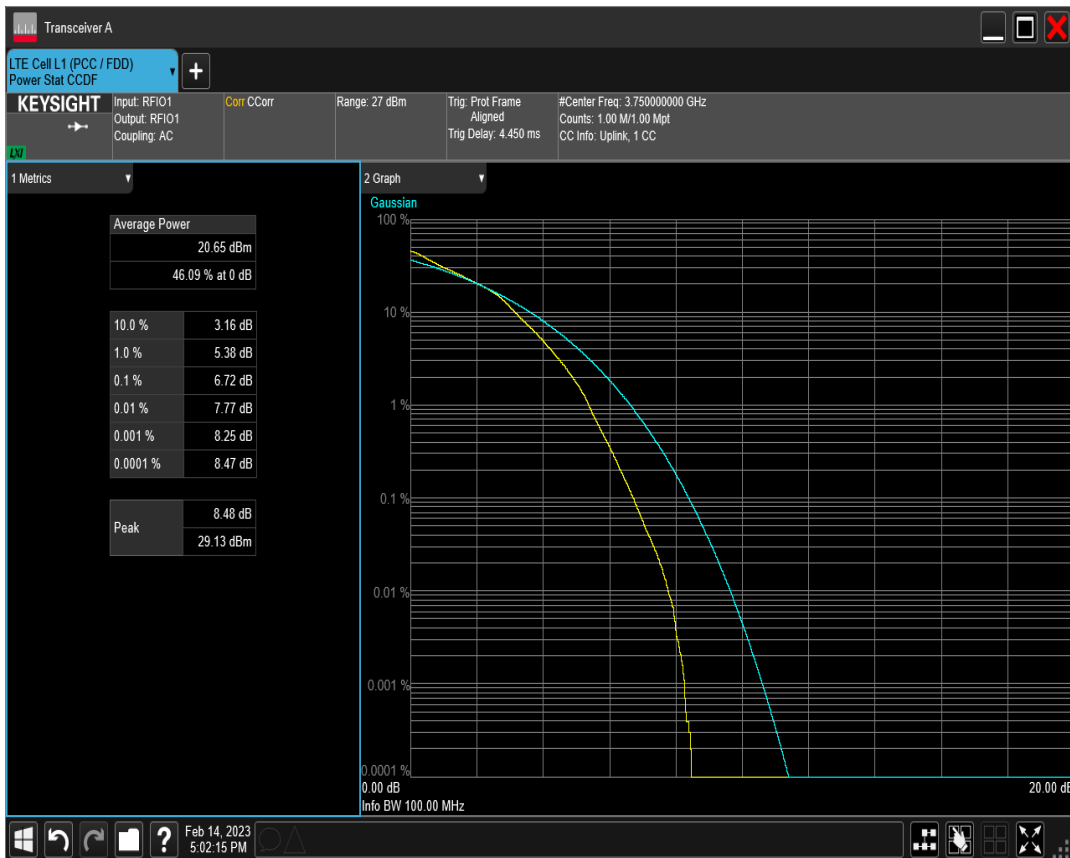 Transceiver A
LTE Cell L1 (PCC / FDD)
Power Stat CCDF
KEYSIGHT
LXI
Input: RFIO1
Output: RFIO1
Coupling: AC
Corr CCorr
Range: 27 dBm
Trig: Prot Frame
Aligned
Trig Delay: 4.450 ms
#Center Freq: 3.750000000 GHz
Counts: 1.00 M/1.00 Mpt
CC Info: Uplink, 1 CC
1 Metrics
Average Power
20.65 dBm
46.09 % at 0 dB
10.0 % 3.16 dB
1.0 % 5.38 dB
0.1 % 6.72 dB
0.01 % 7.77 dB
0.001 % 8.25 dB
0.0001 % 8.47 dB
Peak
8.48 dB
29.13 dBm
2 Graph
Gaussian
100 %
10 %
1 %
0.1 %
0.01 %
0.001 %
0.0001 %
0.00 dB 20.00 dB
Info BW 100.00 MHz
Feb 14, 2023
5:02:15 PM